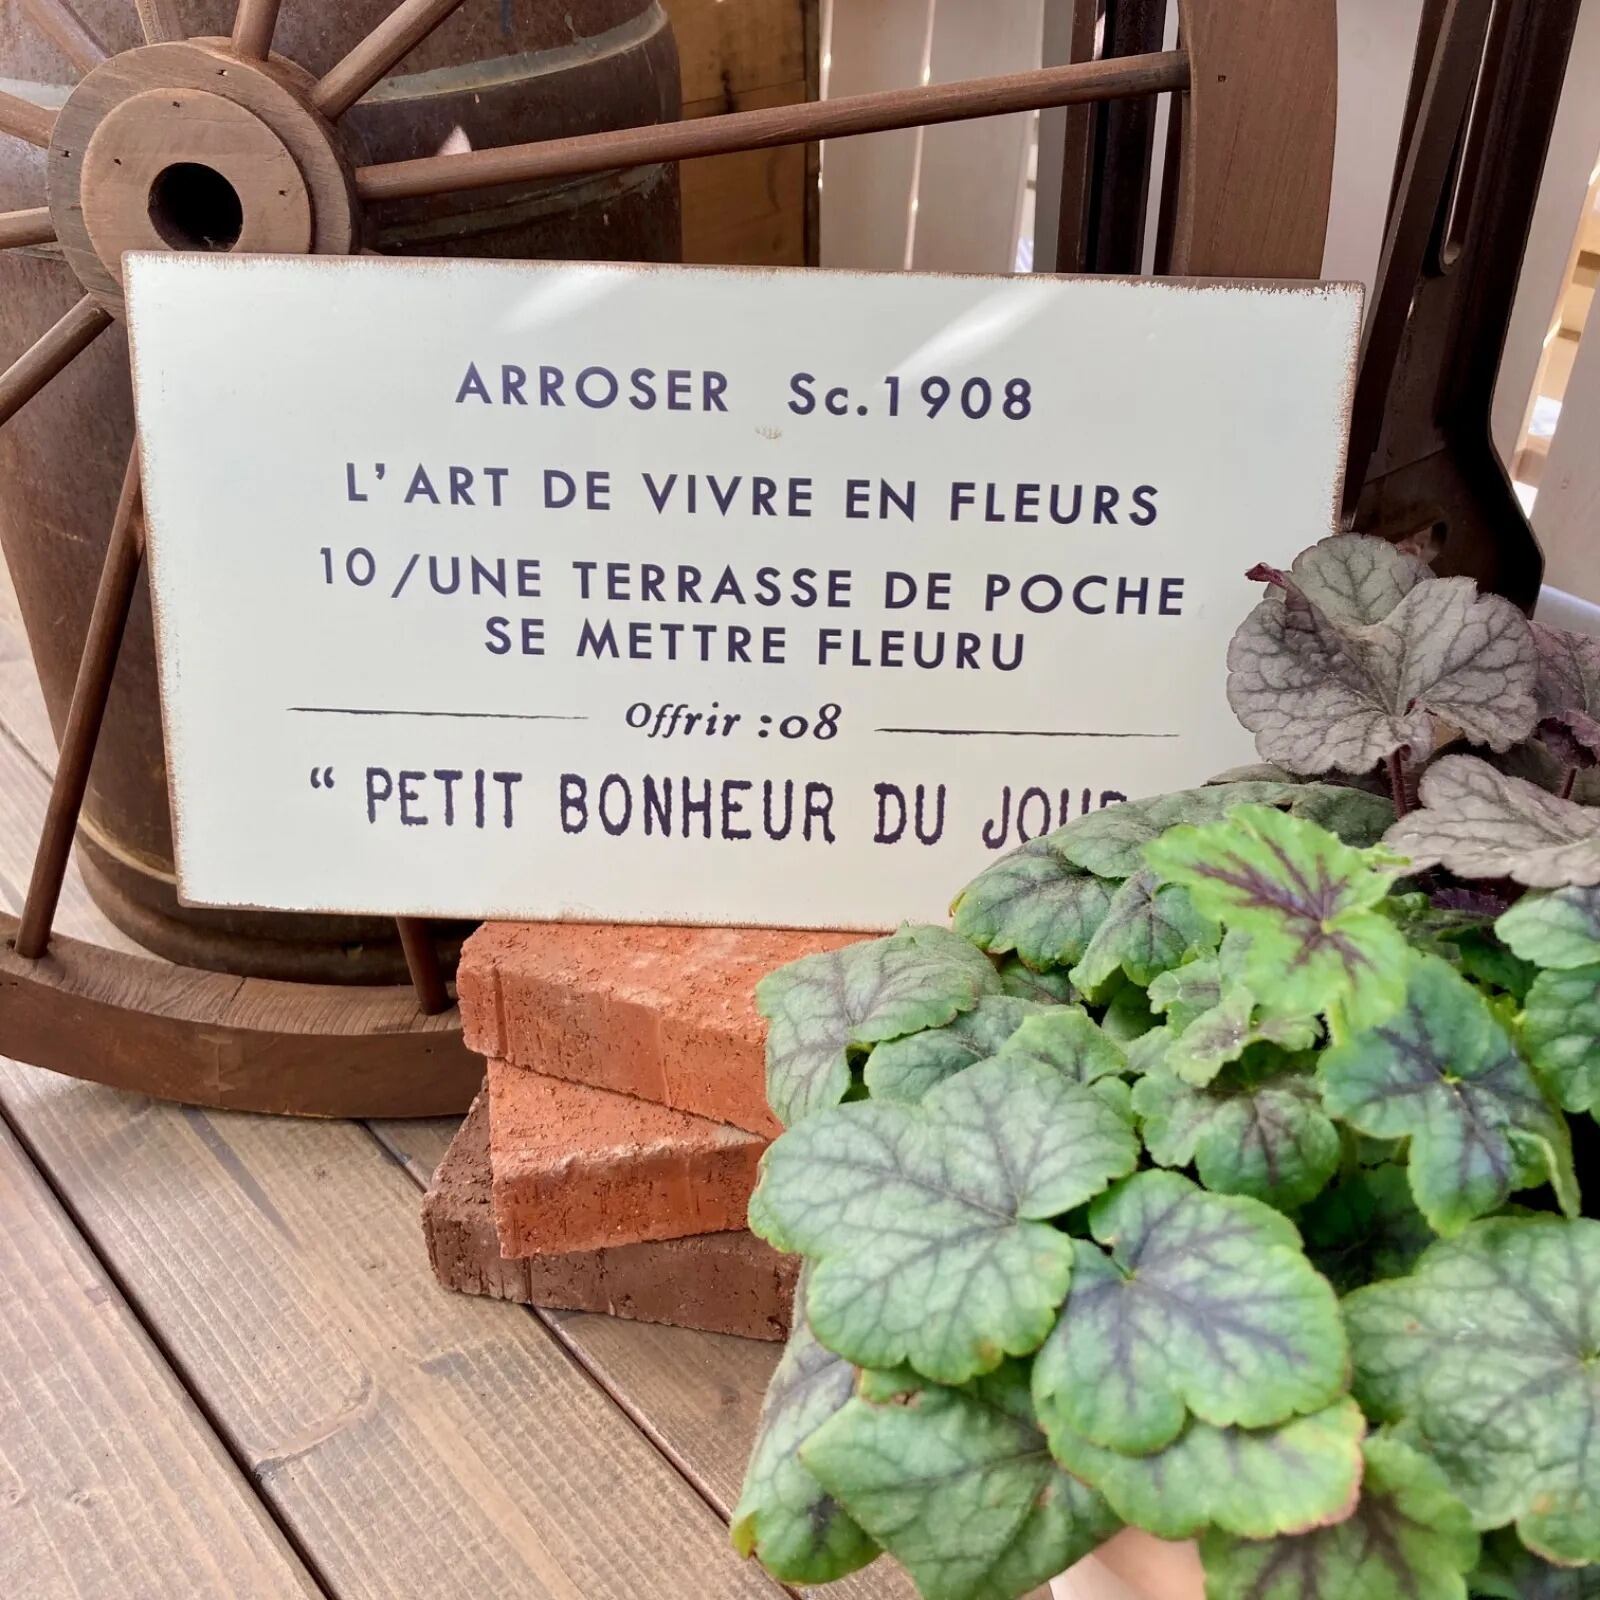 ARROSER Sc.1908
L'ART DE VIVRE EN FLEURS
10/UNE TERRASSE DE POCHE
SE METTRE FLEURU
Offrir :08
“ PETIT BONHEUR DU JOUR